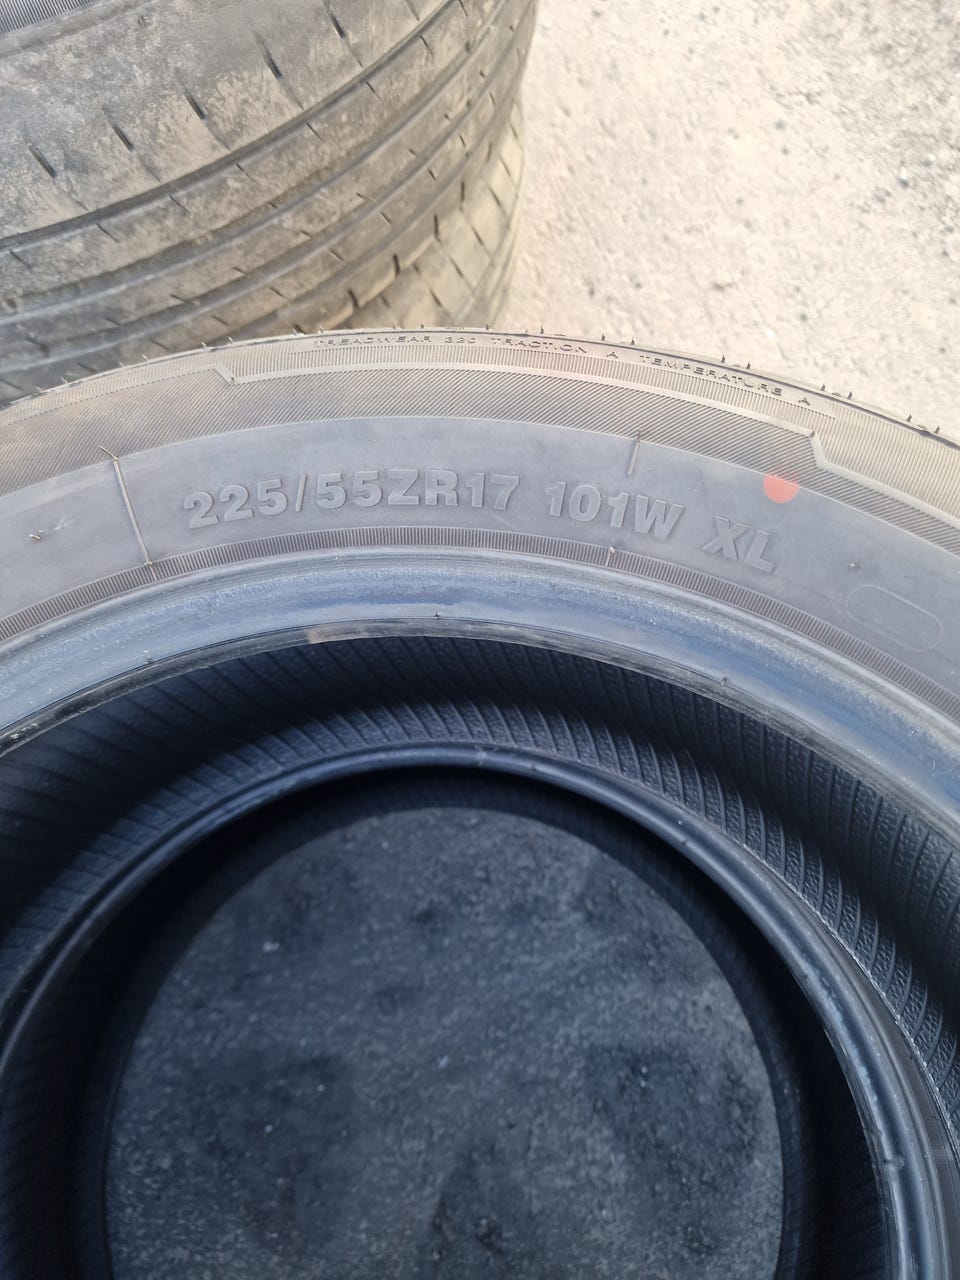 TREADWEAR 320 TRACTION A TEMPERATURE A
225/55ZR17 101W XL